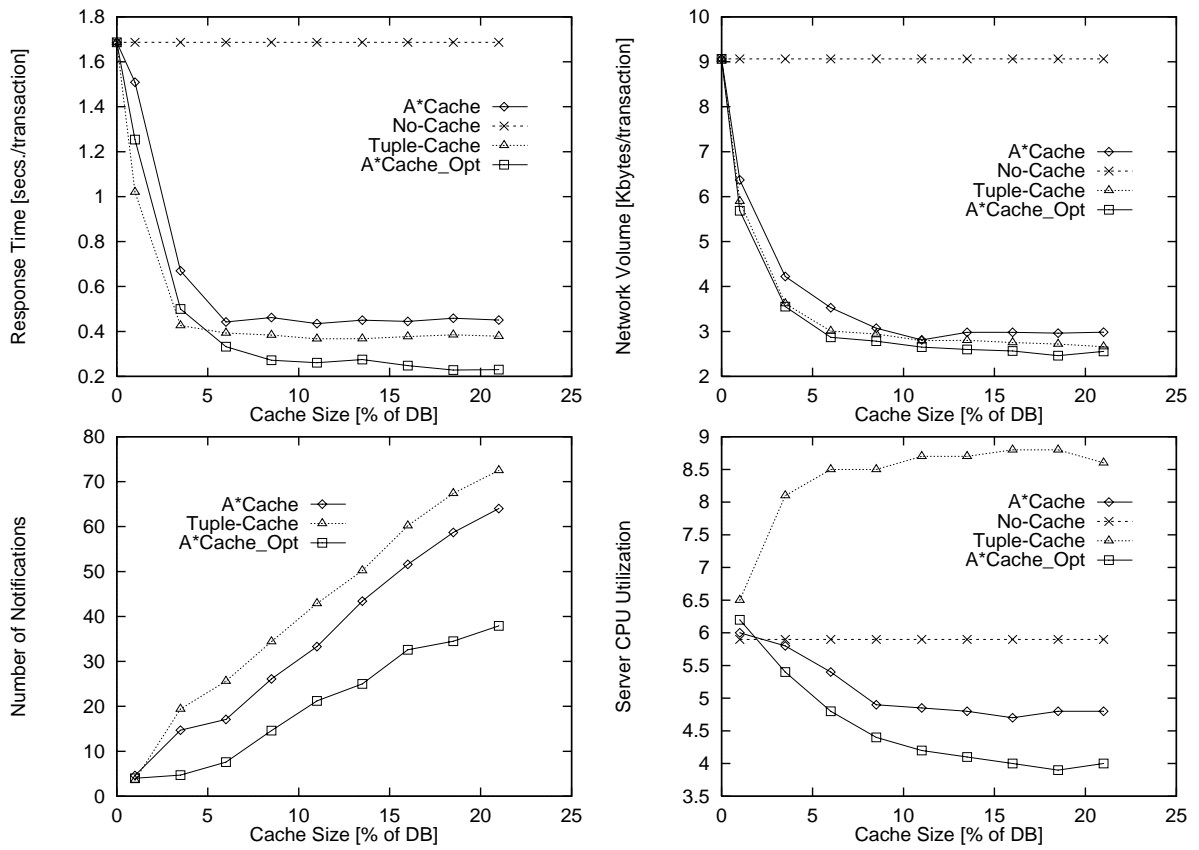 Response Time [secs./transaction]
1.8
1.6
1.4
1.2
1
0.8
0.6
0.4
0.2
A*Cache
No-Cache
Tuple-Cache
A*Cache_Opt
0 5 10 15 20 25
Cache Size [% of DB]
Network Volume [Kbytes/transaction]
10
9
8
7
6
5
4
3
2
A*Cache
No-Cache
Tuple-Cache
A*Cache_Opt
0 5 10 15 20 25
Cache Size [% of DB]
Number of Notifications
80
70
60
50
40
30
20
10
0
A*Cache
Tuple-Cache
A*Cache_Opt
0 5 10 15 20 25
Cache Size [% of DB]
Server CPU Utilization
9
8.5
8
7.5
7
6.5
6
5.5
5
4.5
4
3.5
A*Cache
No-Cache
Tuple-Cache
A*Cache_Opt
0 5 10 15 20 25
Cache Size [% of DB]